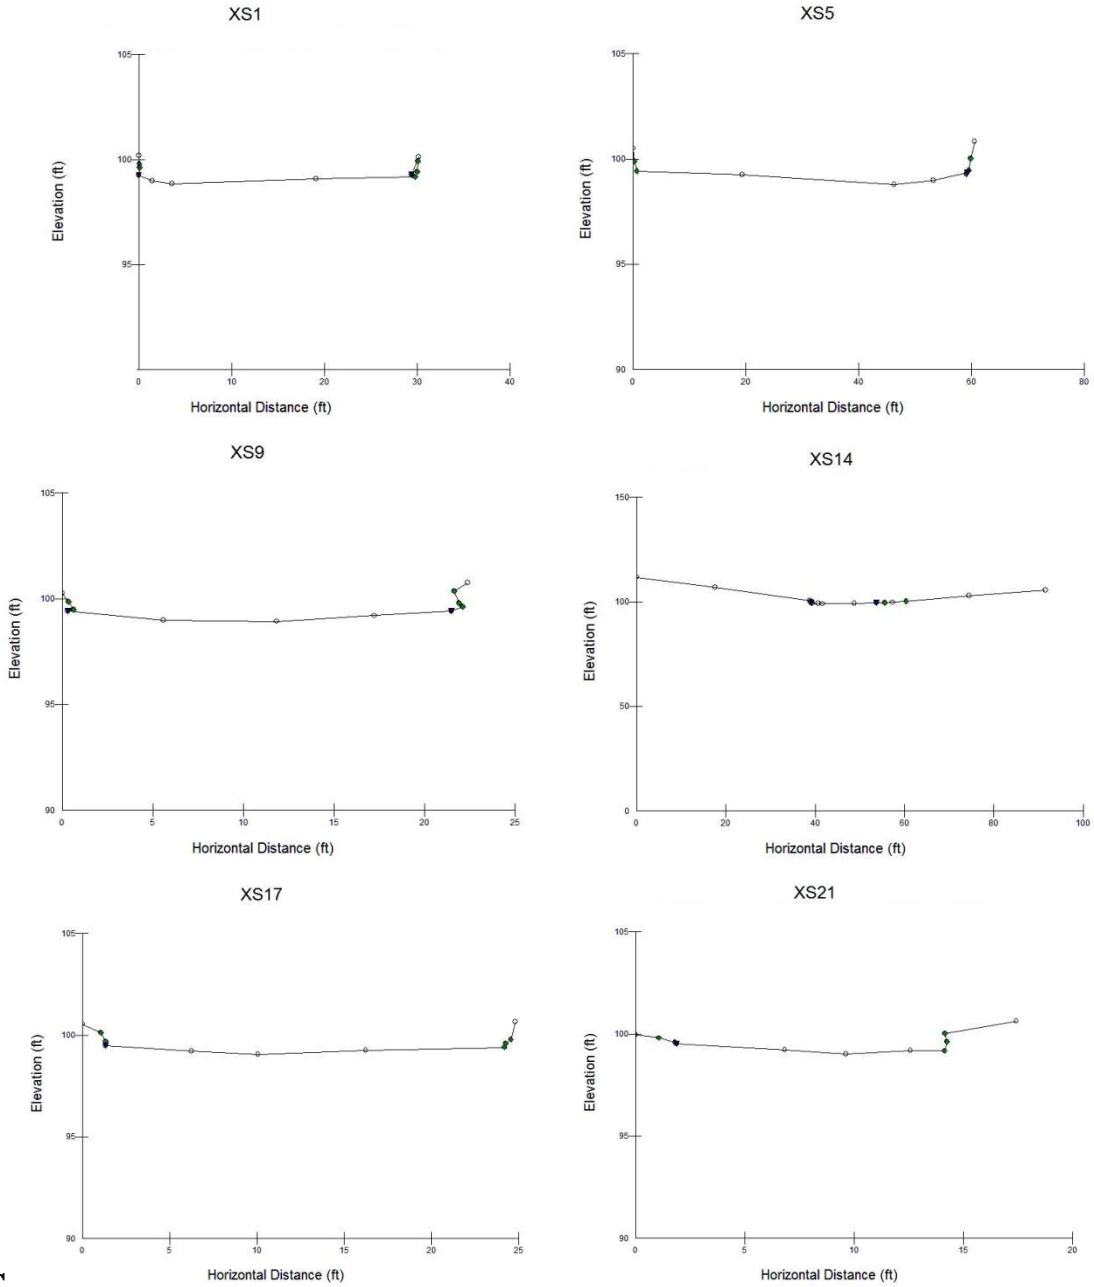 XS1
105
100
95
0 10 20 30 40
Elevation (ft)
Horizontal Distance (ft)
XS5
105
100
95
90
0 20 40 60 80
Elevation (ft)
Horizontal Distance (ft)
XS9
105
100
95
90
0 5 10 15 20 25
Elevation (ft)
Horizontal Distance (ft)
XS14
150
100
50
0
0 20 40 60 80 100
Elevation (ft)
Horizontal Distance (ft)
XS17
105
100
95
90
0 5 10 15 20 25
Elevation (ft)
Horizontal Distance (ft)
XS21
105
100
95
90
0 5 10 15 20
Elevation (ft)
Horizontal Distance (ft)